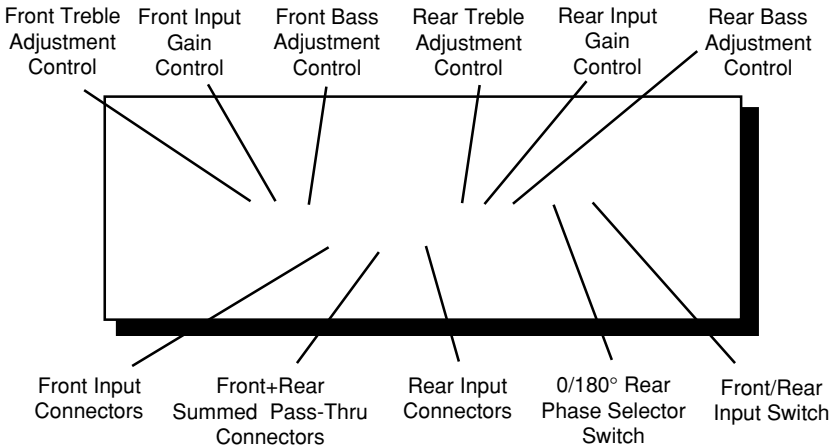 Front Treble
Adjustment
Control
Front Input
Gain
Control
Front Bass
Adjustment
Control
Rear Treble
Adjustment
Control
Rear Input
Gain
Control
Rear Bass
Adjustment
Control
Front Input
Connectors
Front+Rear
Summed Pass-Thru
Connectors
Rear Input
Connectors
0/180° Rear
Phase Selector
Switch
Front/Rear
Input Switch